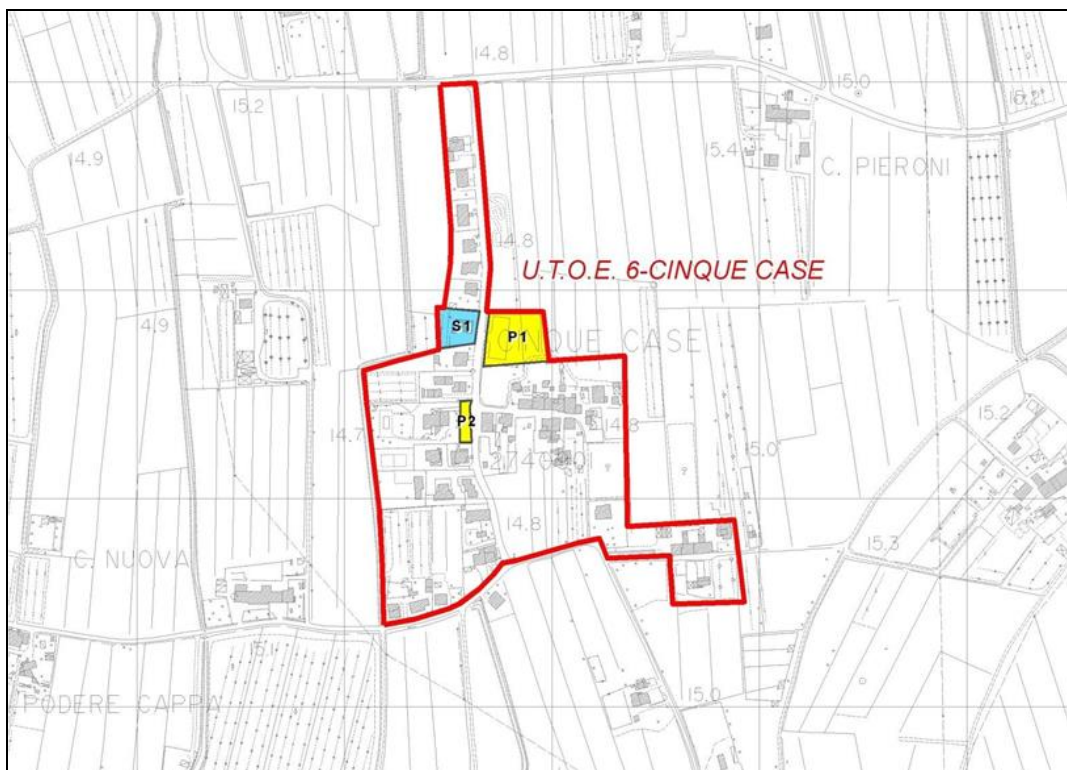 14.8
15.0
15.2
15.2
14.9
15.4
C. PIERONI
14.8
U.T.O.E. 6-CINQUE CASE
4.9
S1
P1
CINQUE CASE
P2
14.7
14.8
15.2
15.0
14.8
15.3
C. NUOVA
15.1
PODERE CAPPA
15.0